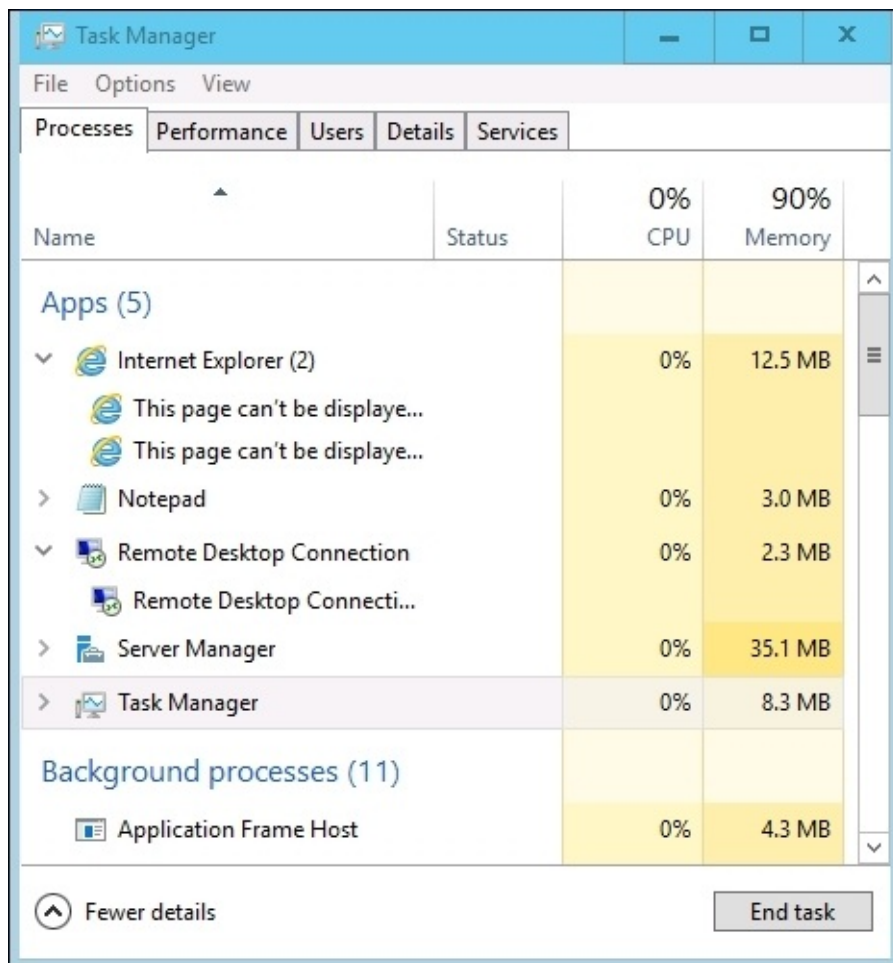 Task Manager
File Options View
Processes Performance Users Details Services
0% 90%
Name Status CPU Memory
Apps (5)
Internet Explorer (2) 0% 12.5 MB
This page can't be displaye...
This page can't be displaye...
Notepad 0% 3.0 MB
Remote Desktop Connection 0% 2.3 MB
Remote Desktop Connecti...
Server Manager 0% 35.1 MB
Task Manager 0% 8.3 MB
Background processes (11)
Application Frame Host 0% 4.3 MB
Fewer details End task